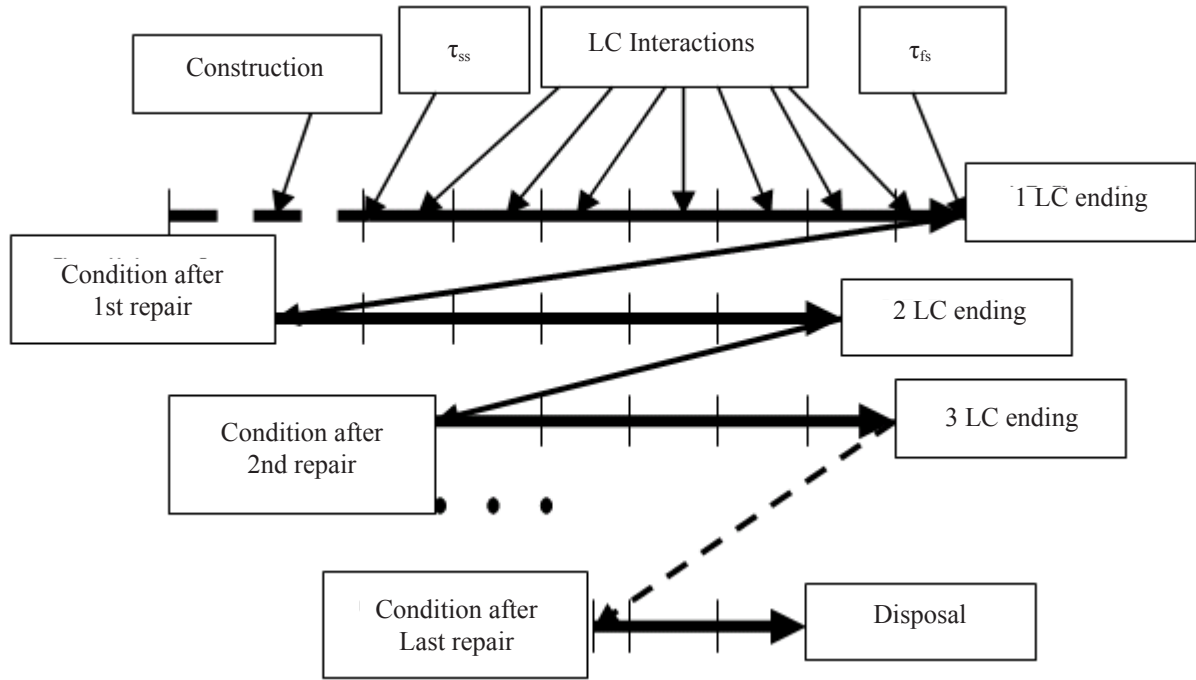 Construction
τss
LC Interactions
τfs
1 LC ending
Condition after
1st repair
2 LC ending
Condition after
2nd repair
3 LC ending
Condition after
Last repair
Disposal